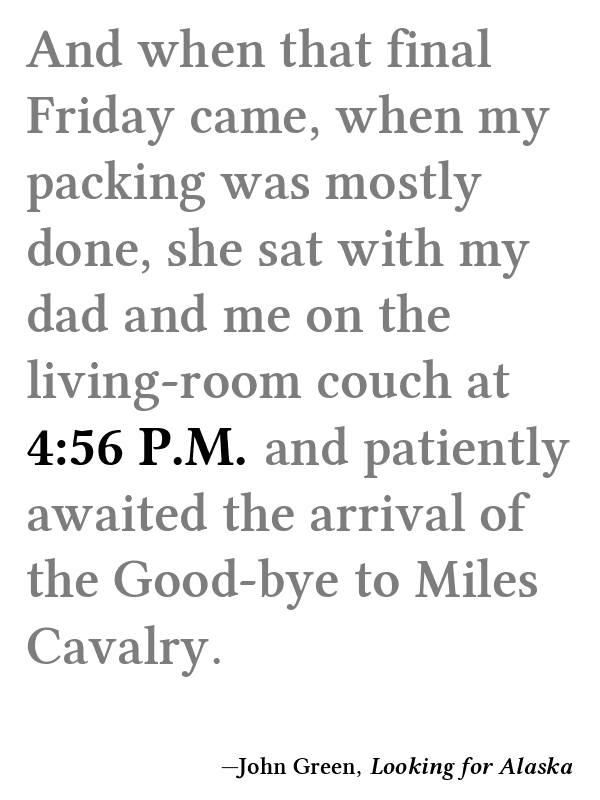 And when that final
Friday came, when my
packing was mostly
done, she sat with my
dad and me on the
living-room couch at
4:56 P.M. and patiently
awaited the arrival of
the Good-bye to Miles
Cavalry.
—John Green, Looking for Alaska